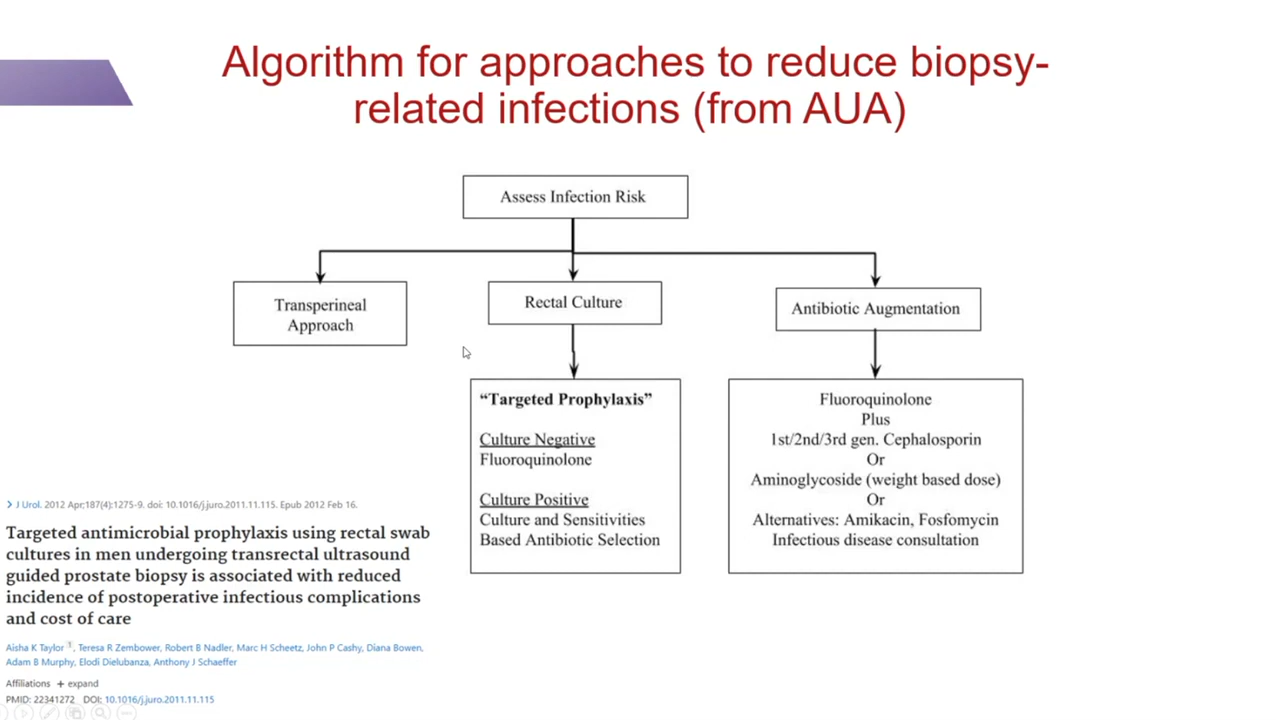 Algorithm for approaches to reduce biopsy-
related infections (from AUA)
Assess Infection Risk
Transperineal
Approach
Rectal Culture
Antibiotic Augmentation
“Targeted Prophylaxis”
Culture Negative
Fluoroquinolone
Culture Positive
Culture and Sensitivities
Based Antibiotic Selection
Fluoroquinolone
Plus
1st/2nd/3rd gen. Cephalosporin
Or
Aminoglycoside (weight based dose)
Or
Alternatives: Amikacin, Fosfomycin
Infectious disease consultation
> J Urol. 2012 Apr;187(4):1275-9. doi: 10.1016/j.juro.2011.11.115. Epub 2012 Feb 16.
Targeted antimicrobial prophylaxis using rectal swab
cultures in men undergoing transrectal ultrasound
guided prostate biopsy is associated with reduced
incidence of postoperative infectious complications
and cost of care
Aisha K Taylor 1, Teresa R Zembower, Robert B Nadler, Marc H Scheetz, John P Cashy, Diana Bowen,
Adam B Murphy, Elodi Dielubanza, Anthony J Schaeffer
Affiliations + expand
PMID: 22341272 DOI: 10.1016/j.juro.2011.11.115